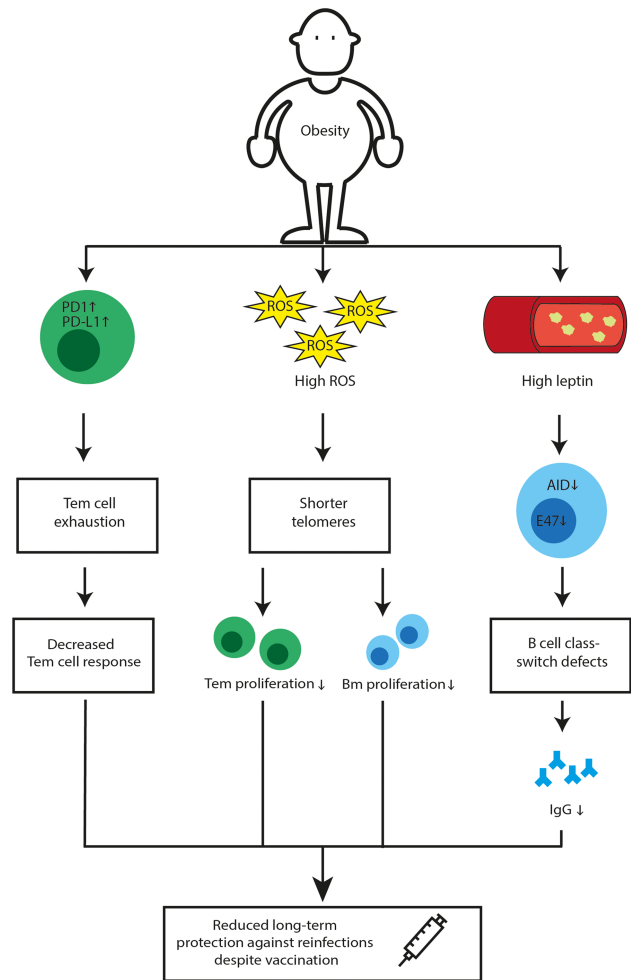 Obesity
PD1↑
PD-L1↑
ROS
ROS
ROS
High ROS
High leptin
Tem cell
exhaustion
Shorter
telomeres
AID↓
E47↓
Decreased
Tem cell response
Tem proliferation ↓
Bm proliferation ↓
B cell class-
switch defects
IgG ↓
Reduced long-term
protection against reinfections
despite vaccination